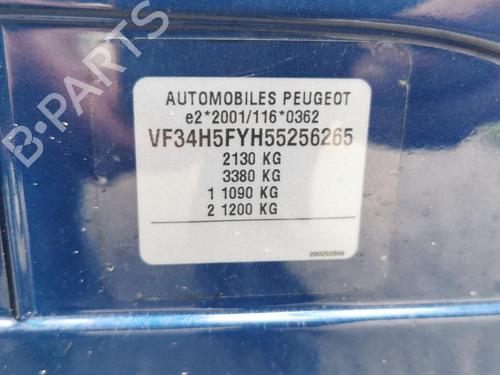 B-PARTS
AUTOMOBILES PEUGEOT
e2*2001/116*0362
VF34H5FYH55256265
2130 KG
3380 KG
1 1090 KG
2 1200 KG
200292956